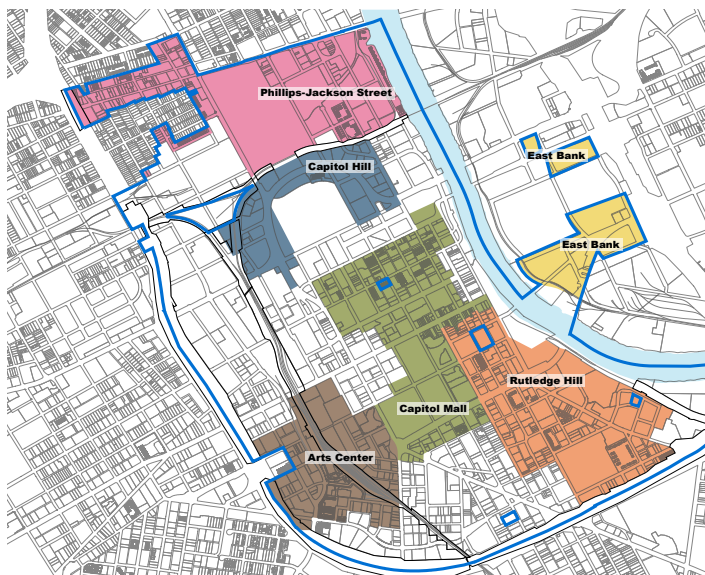 Phillips-Jackson Street
East Bank
Capitol Hill
East Bank
Rutledge Hill
Capitol Mall
Arts Center